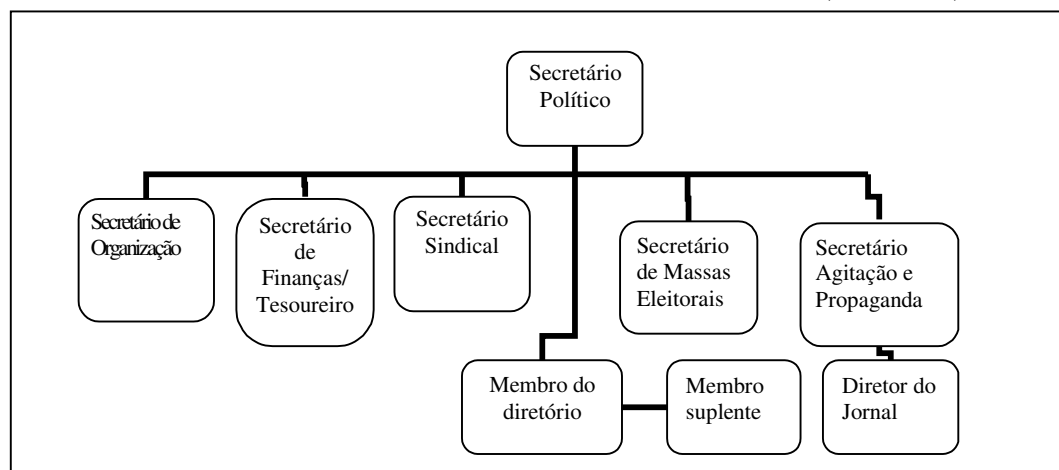 Secretário
Político
Secretário de
Organização
Secretário
de
Finanças/
Tesoureiro
Secretário
Sindical
Secretário
de Massas
Eleitorais
Secretário
Agitação e
Propaganda
Membro do
diretório
Membro
suplente
Diretor do
Jornal